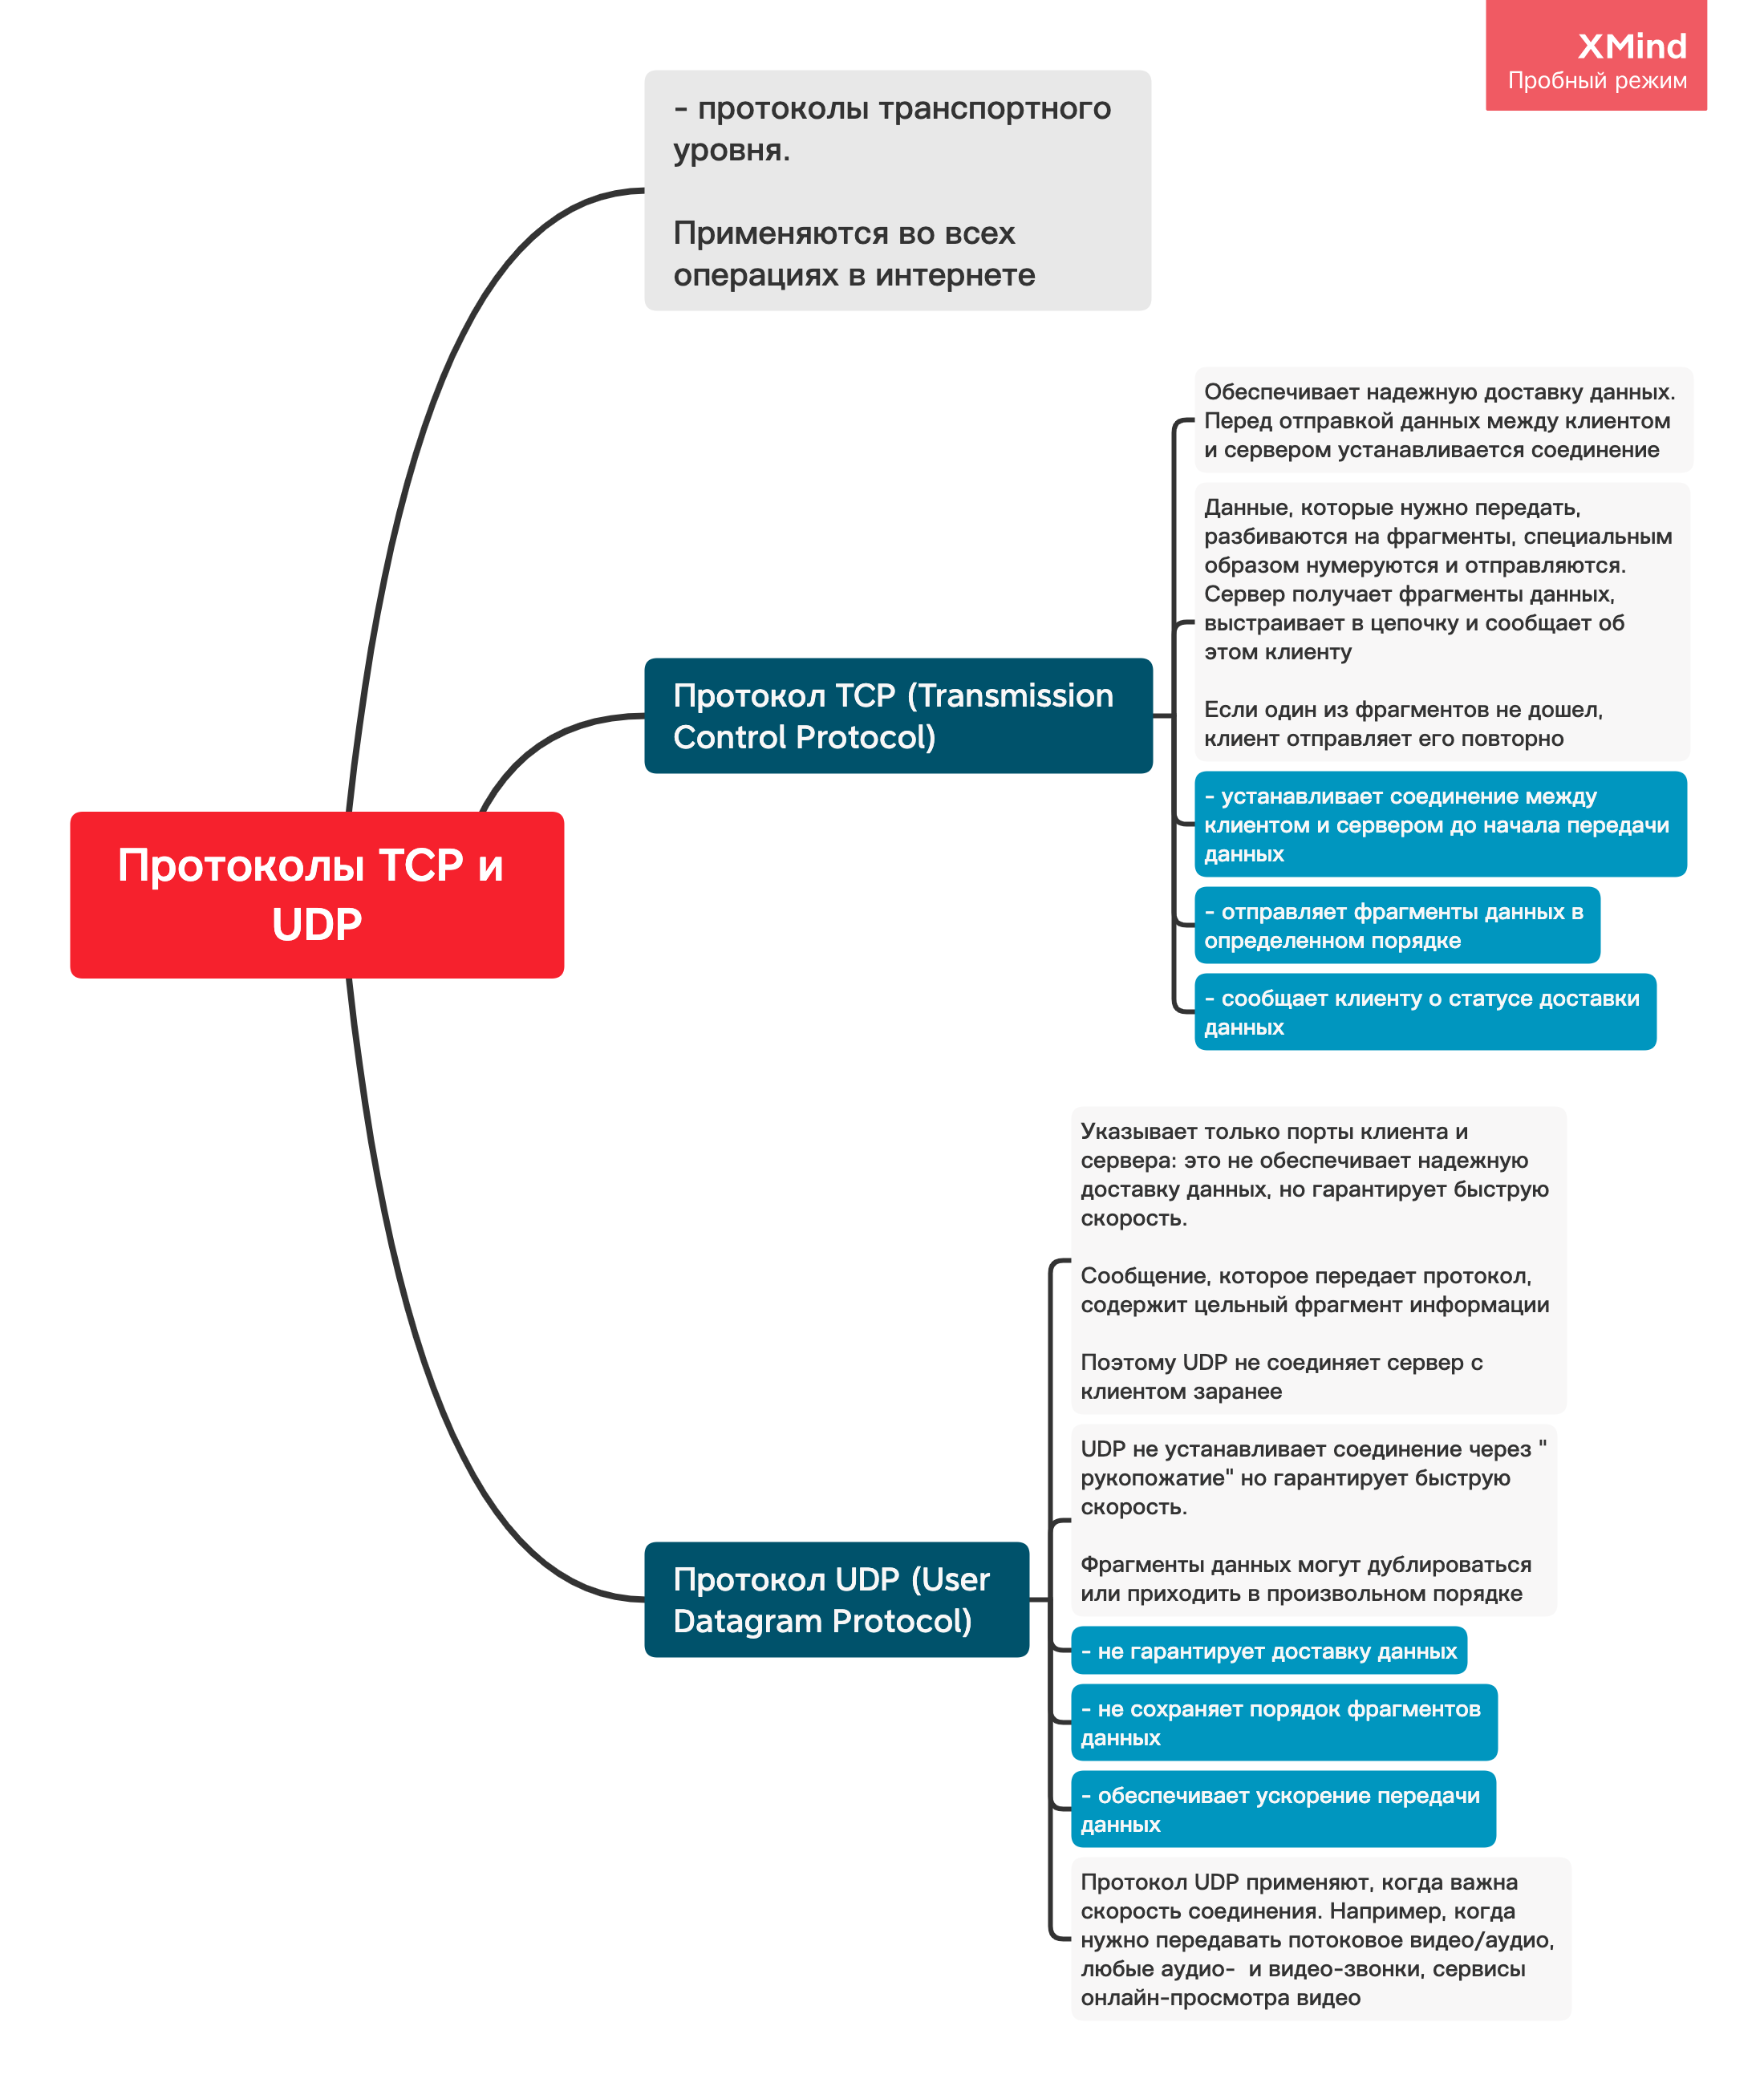 XMind
Пробный режим
- протоколы транспортного
уровня.
Применяются во всех
операциях в интернете
Обеспечивает надежную доставку данных.
Перед отправкой данных между клиентом
и сервером устанавливается соединение
Данные, которые нужно передать,
разбиваются на фрагменты, специальным
образом нумеруются и отправляются.
Сервер получает фрагменты данных,
выстраивает в цепочку и сообщает об
этом клиенту
Если один из фрагментов не дошел,
клиент отправляет его повторно
Протокол TCP (Transmission
Control Protocol)
- устанавливает соединение между
клиентом и сервером до начала передачи
данных
- отправляет фрагменты данных в
определенном порядке
- сообщает клиенту о статусе доставки
данных
Протоколы TCP и
UDP
Указывает только порты клиента и
сервера: это не обеспечивает надежную
доставку данных, но гарантирует быструю
скорость.
Сообщение, которое передает протокол,
содержит цельный фрагмент информации
Поэтому UDP не соединяет сервер с
клиентом заранее
UDP не устанавливает соединение через "
рукопожатие" но гарантирует быструю
скорость.
Фрагменты данных могут дублироваться
или приходить в произвольном порядке
Протокол UDP (User
Datagram Protocol)
- не гарантирует доставку данных
- не сохраняет порядок фрагментов
данных
- обеспечивает ускорение передачи
данных
Протокол UDP применяют, когда важна
скорость соединения. Например, когда
нужно передавать потоковое видео/аудио,
любые аудио-  и видео-звонки, сервисы
онлайн-просмотра видео